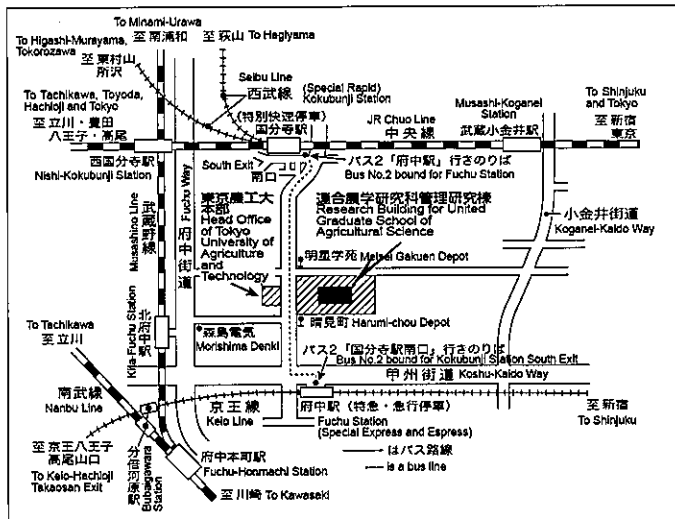 To Minami-Urawa
至南浦和
至萩山 To Hagiyama
To Higashi-Murayama,
Tokorozawa
至東村山
所沢
Seibu Line
西武線
(Special Rapid)
Kokubunji Station
(特別快速停車)
国分寺駅
To Tachikawa, Toyoda,
Hachioji and Tokyo
至立川・豊田
八王子・高尾
JR Chuo Line
中央線
Musashi-Koganei
Station
武蔵小金井駅
To Shinjuku
and Tokyo
至新宿
東京
西国分寺駅
Nishi-Kokubunji Station
South Exit
南口
バス2「府中駅」行きのりば
Bus No.2 bound for Fuchu Station
武蔵野線
Musashino Line
Fuchu Way
府中街道
東京農工大
本部
Head Office
of Tokyo
University of
Agriculture
and
Technology
連合農学研究科管理研究棟
Research Building for United
Graduate School of
Agricultural Science
小金井街道
Koganei-Kaido Way
明星学苑 Meisei Gakuen Depot
Kita-Fuchu Station
北府中駅
森島電気
Morishima Denki
晴見町 Harumi-chou Depot
バス2「国分寺駅南口」行きのりば
Bus No.2 bound for Kokubunji Station South Exit
甲州街道 Koshu-Kaido Way
To Tachikawa
至立川
南武線
Nanbu Line
京王線
Keio Line
府中駅(特急・急行停車)
Fuchu Station
(Special Express and Espress)
至新宿
To Shinjuku
至京王八王子
高尾山口
To Keio-Hachioji
Takaosan Exit
分倍河原駅
Bubaigawara
Station
府中本町駅
Fuchu-Honmachi Station
至川崎 To Kawasaki
はバス路線
is a bus line